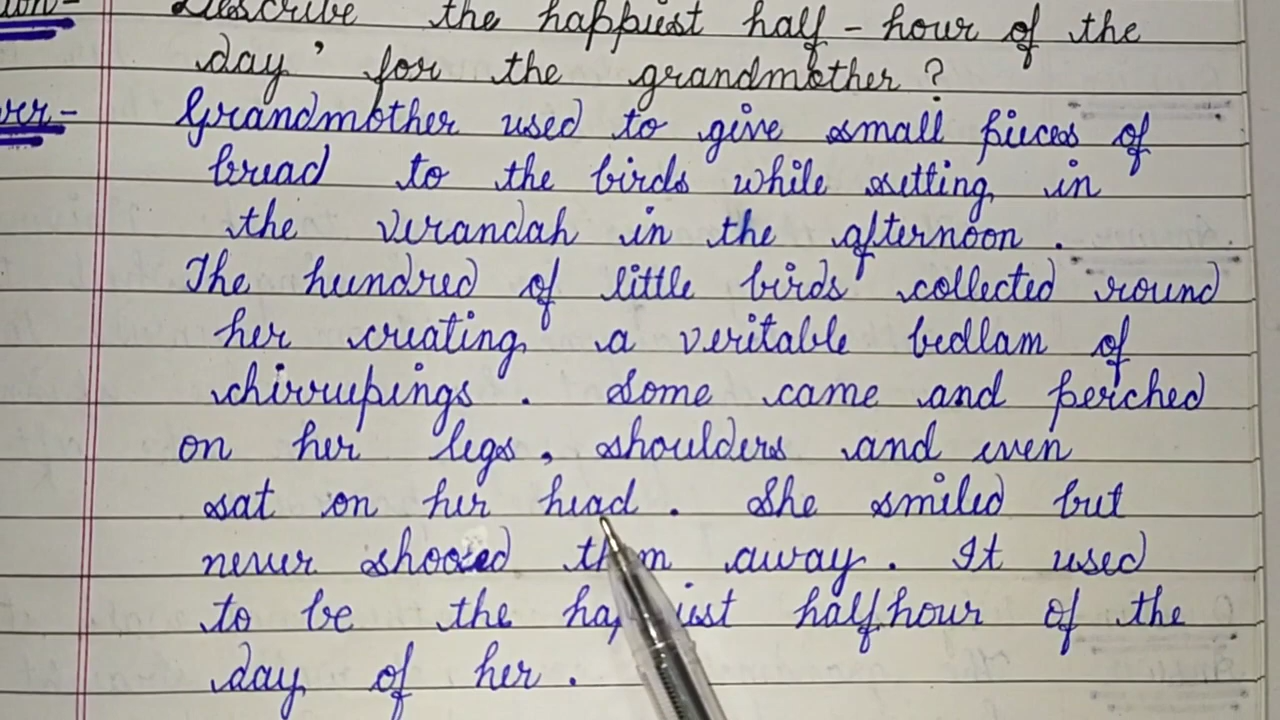 Describe the happiest half - hour of the
day' for the grandmother ?
Grandmother used to give small pieces of
bread to the birds while setting in
the verandah in the afternoon .
The hundred of little birds collected round
her creating a veritable bedlam of
chirrupings . Some came and perched
on her legs , shoulders and even
sat on her head . She smiled but
never shooed them away . It used
to be the happiest half hour of the
day of her .